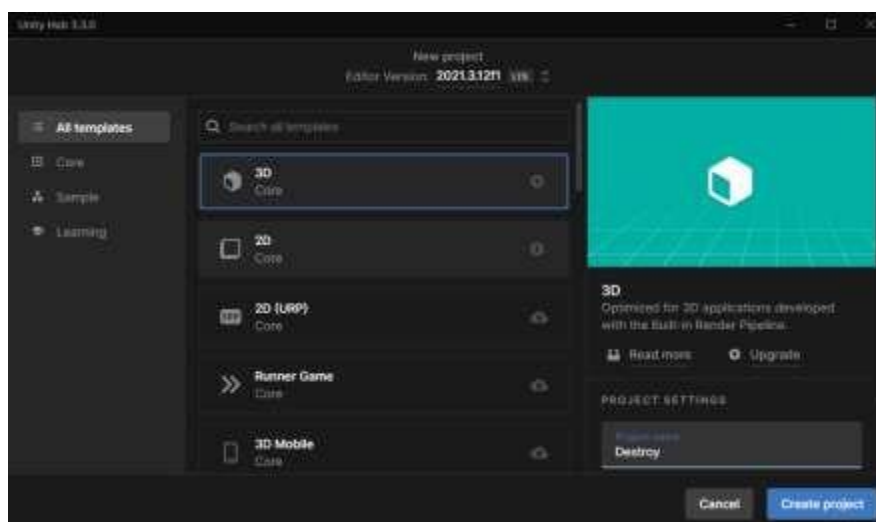 Unity Hub 3.3.0
New project
Editor Version: 2021.3.12f1 LTS
All templates
Core
Sample
Learning
Search all templates
3D
Core
2D
Core
2D (URP)
Core
Runner Game
Core
3D Mobile
Core
3D
Optimized for 3D applications developed
with the Built-in Render Pipeline.
Read more
Upgrade
PROJECT SETTINGS
Project name
Destroy
Cancel
Create project